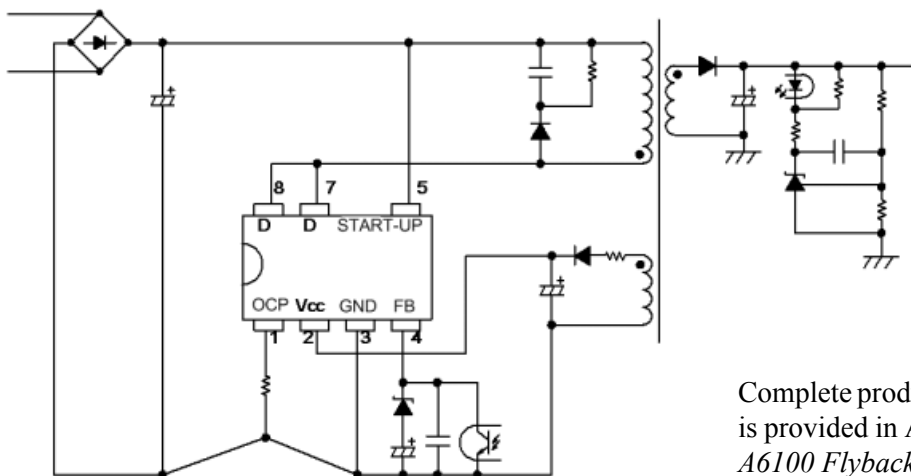 8 7 5
D D START-UP
OCP Vcc GND FB
1 2 3 4
Complete prod
is provided in A
A6100 Flyback